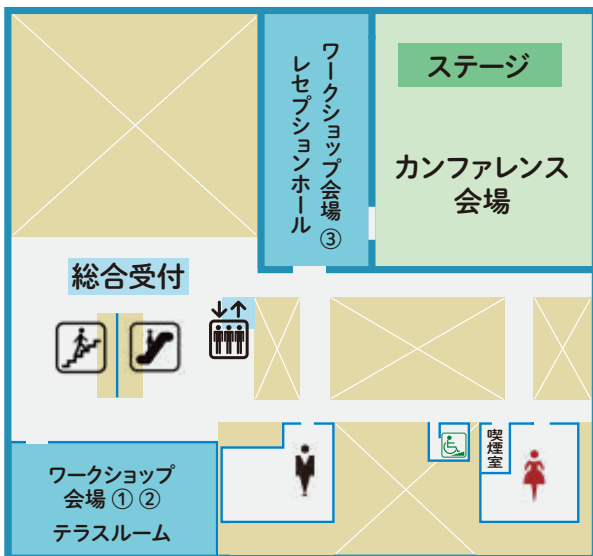 ワークショップ会場③
レセプションホール
ステージ
カンファレンス
会場
総合受付
喫煙室
ワークショップ
会場①②
テラスルーム